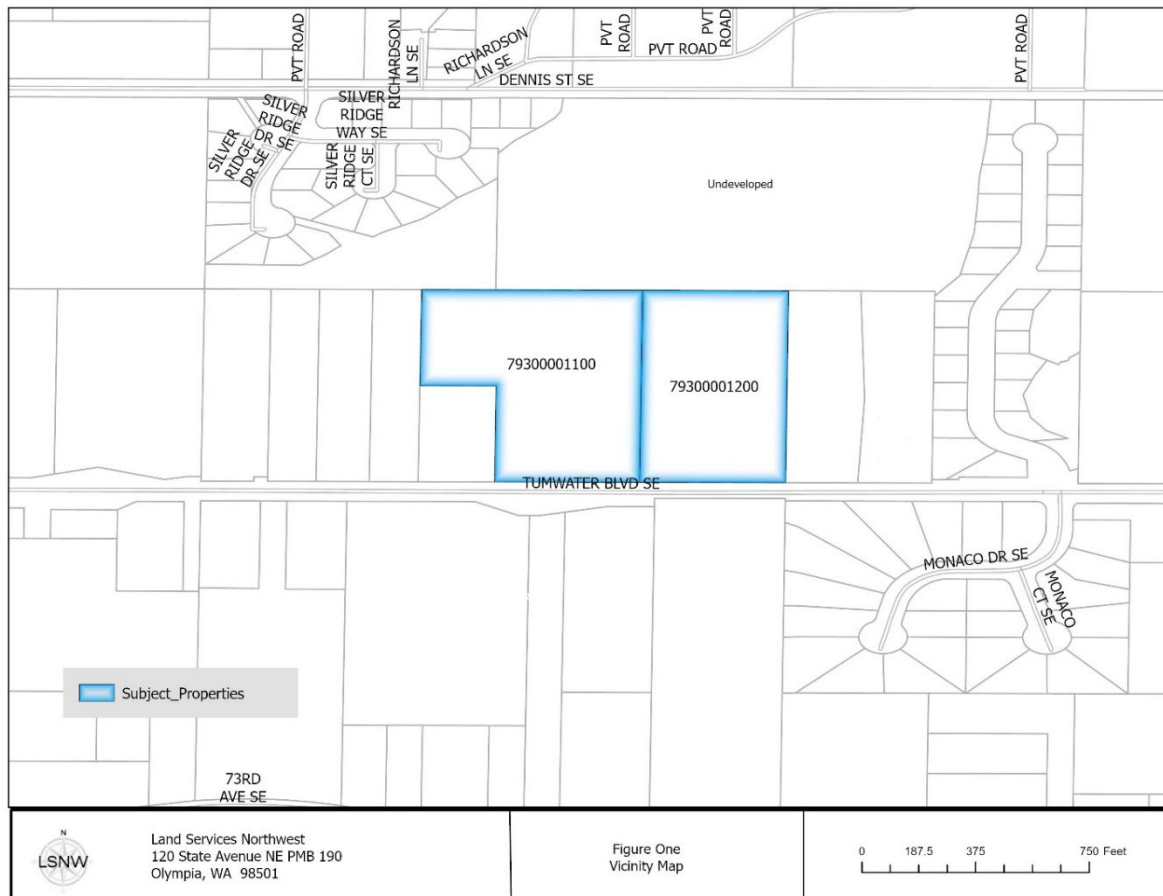 PVT ROAD
RICHARDSON
LN SE
RICHARDSON
LN SE
PVT
ROAD
PVT
ROAD
PVT ROAD
PVT ROAD
DENNIS ST SE
SILVER
RIDGE
DR SE
SILVER
RIDGE
WAY SE
SILVER
RIDGE
DR SE
SILVER
RIDGE
CT SE
Undeveloped
79300001100
79300001200
TUMWATER BLVD SE
MONACO DR SE
MONACO
CT SE
Subject_Properties
73RD
AVE SE
N
LSNW
Land Services Northwest
120 State Avenue NE PMB 190
Olympia, WA 98501
Figure One
Vicinity Map
0 187.5 375 750 Feet